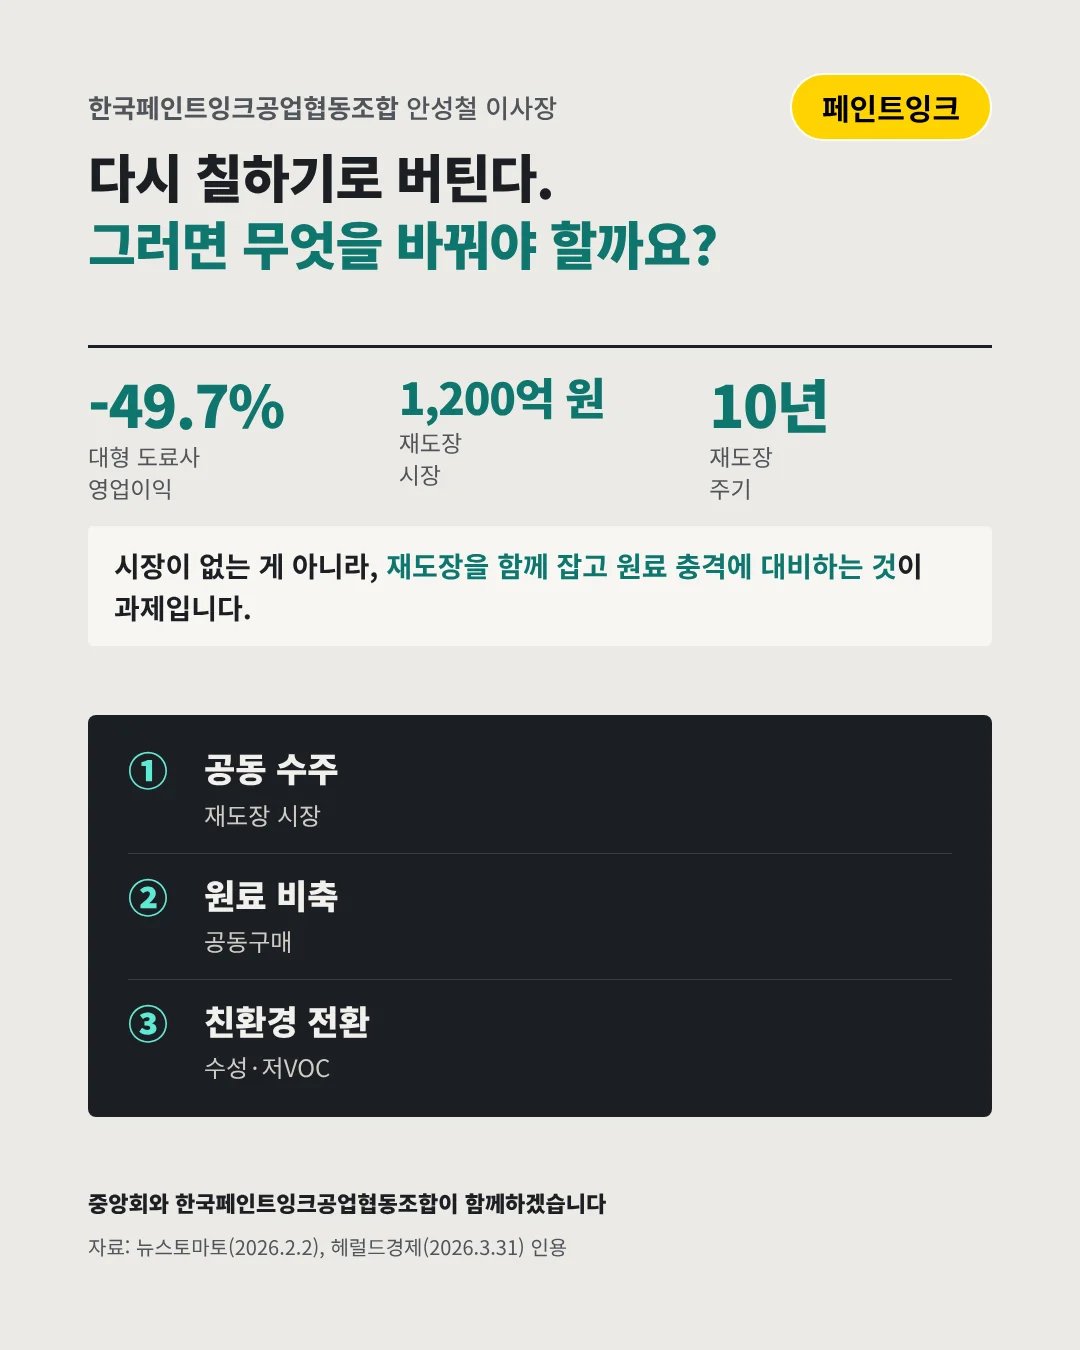 한국페인트잉크공업협동조합 안성철 이사장
페인트잉크
다시 칠하기로 버틴다.
그러면 무엇을 바꿔야 할까요?
-49.7%
대형 도료사
영업이익
1,200억 원
재도장
시장
10년
재도장
주기
시장이 없는 게 아니라, 재도장을 함께 잡고 원료 충격에 대비하는 것이
과제입니다.
① 공동 수주
재도장 시장
② 원료 비축
공동구매
③ 친환경 전환
수성·저VOC
중앙회와 한국페인트잉크공업협동조합이 함께하겠습니다
자료: 뉴스토마토(2026.2.2), 헤럴드경제(2026.3.31) 인용